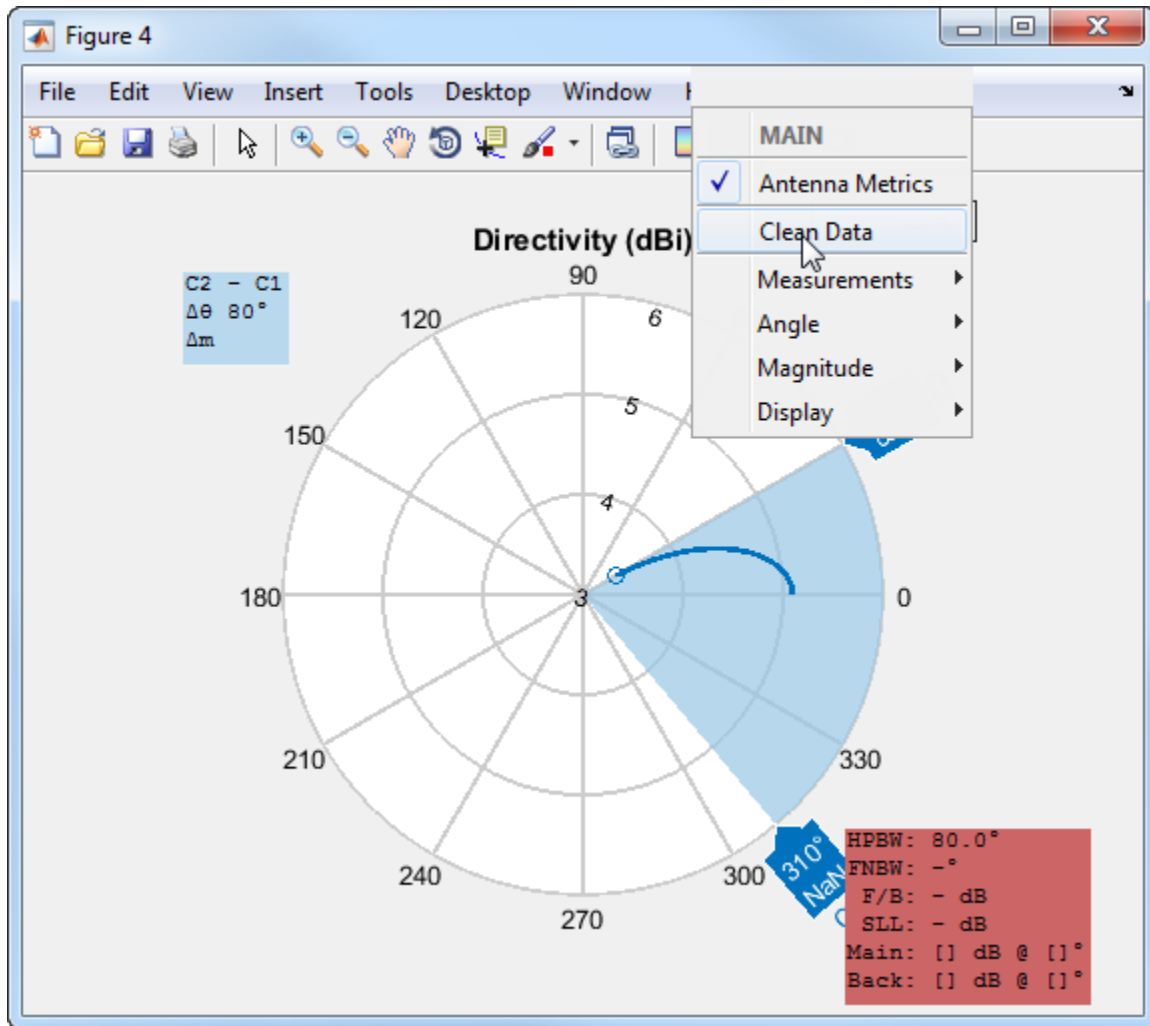 Figure 4
File Edit View Insert Tools Desktop Window
MAIN
Antenna Metrics
Clean Data
Measurements
Angle
Magnitude
Display
Directivity (dBi)
C2 - C1
Δθ 80°
Δm
90
120
6
150
5
4
180
3
0
210
330
240
300
270
310°
NaN
HPBW: 80.0°
FNBW: -°
F/B: - dB
SLL: - dB
Main: [] dB @ []°
Back: [] dB @ []°